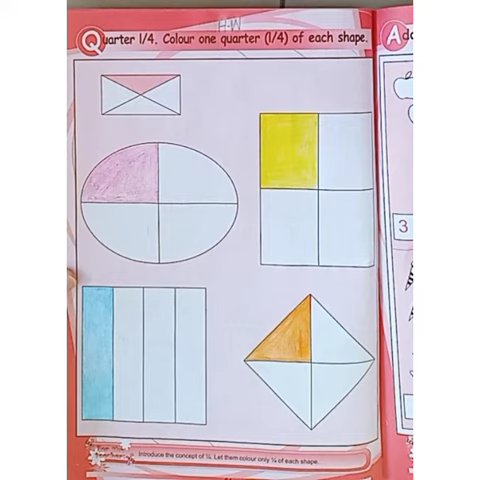 H.W
Quarter 1/4. Colour one quarter (1/4) of each shape.
A
3
Introduce the concept of ¼. Let them colour only ¼ of each shape.